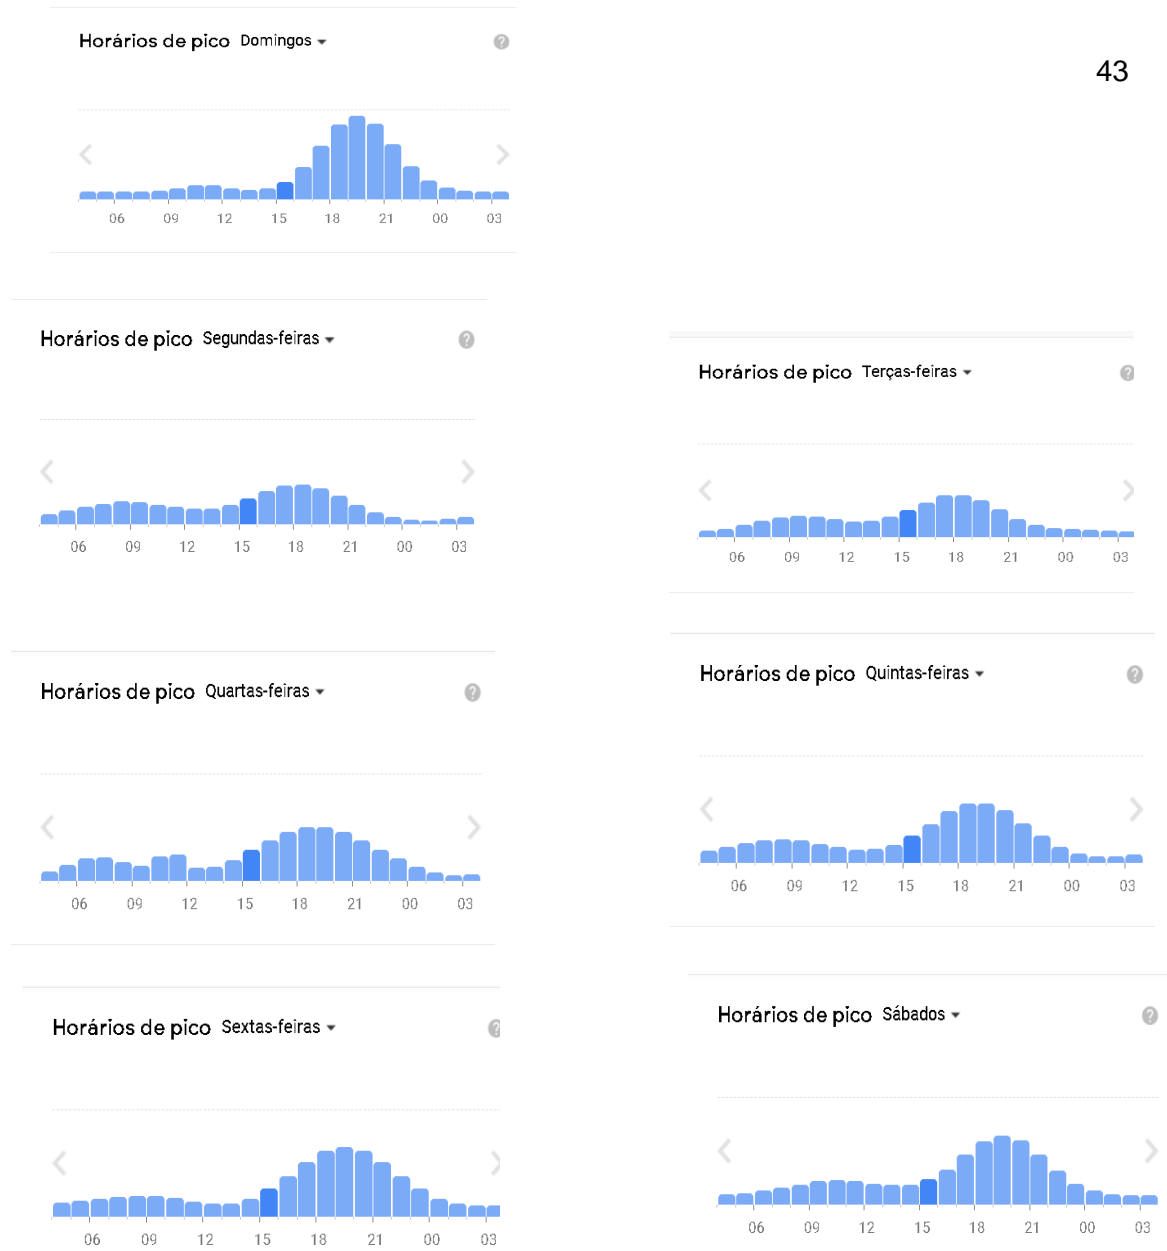 Horários de pico Domingos
43
06 09 12 15 18 21 00 03
Horários de pico Segundas-feiras
06 09 12 15 18 21 00 03
Horários de pico Terças-feiras
06 09 12 15 18 21 00 03
Horários de pico Quartas-feiras
06 09 12 15 18 21 00 03
Horários de pico Quintas-feiras
06 09 12 15 18 21 00 03
Horários de pico Sextas-feiras
06 09 12 15 18 21 00 03
Horários de pico Sábados
06 09 12 15 18 21 00 03